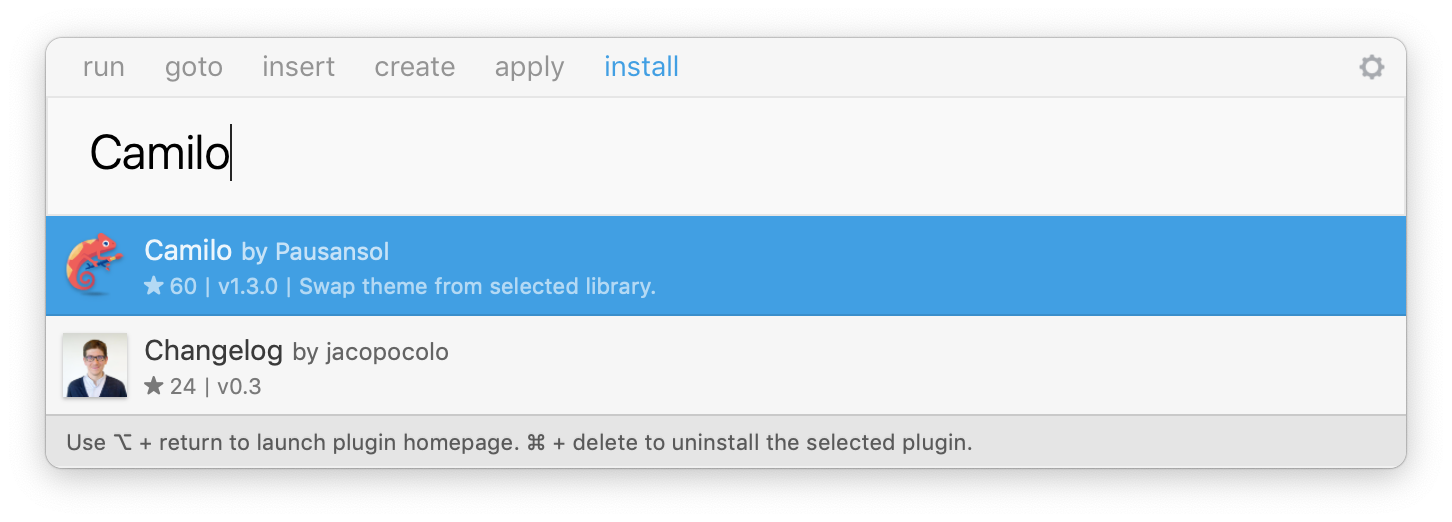 run goto insert create apply install
Camilo
Camilo by Pausansol
★ 60 | v1.3.0 | Swap theme from selected library.
Changelog by jacopocolo
★ 24 | v0.3
Use ⌥ + return to launch plugin homepage. ⌘ + delete to uninstall the selected plugin.